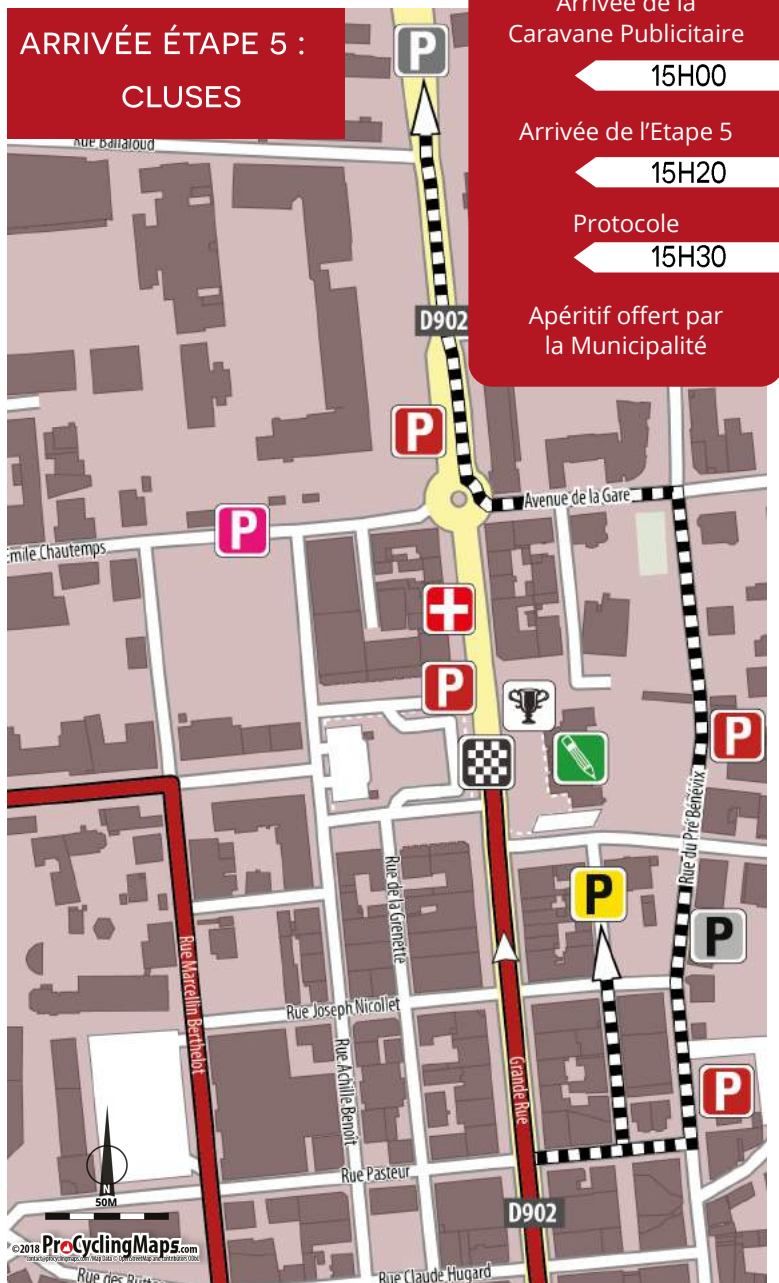 ARRIVÉE ÉTAPE 5 :
CLUSES
Arrivée de la
Caravane Publicitaire
15H00
Arrivée de l'Etape 5
15H20
Protocole
15H30
Apéritif offert par
la Municipalité
P
Rue Ballaloud
D902
P
Avenue de la Gare
P
Emile Chautemps
P
P
Rue du Pré Bénévix
P
P
Rue de la Grenette
Rue Marcellin Berthelot
Rue Joseph Nicollet
Rue Achille Benoit
Grande Rue
P
Rue Pasteur
D902
N
50M
©2018 ProCyclingMaps.com
Rue Claude Hugard